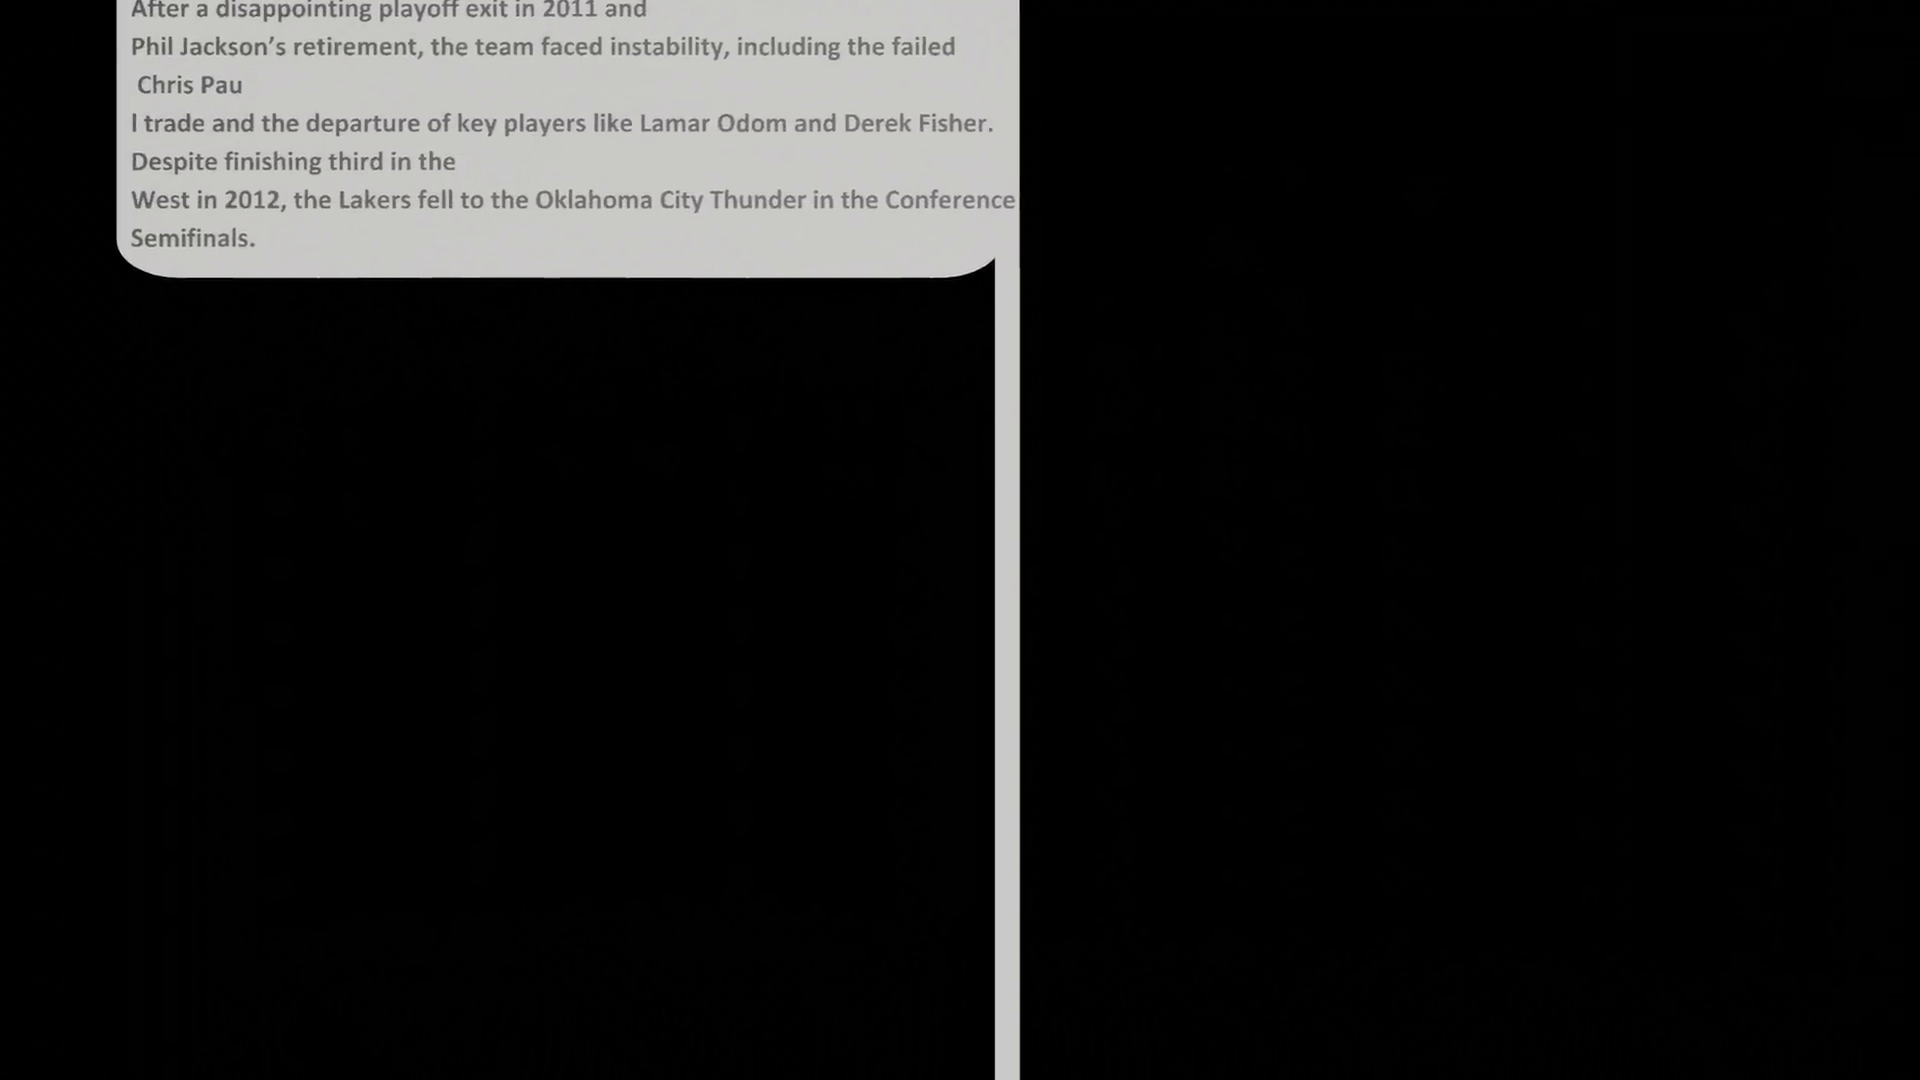 After a disappointing playoff exit in 2011 and
Phil Jackson’s retirement, the team faced instability, including the failed
Chris Pau
l trade and the departure of key players like Lamar Odom and Derek Fisher.
Despite finishing third in the
West in 2012, the Lakers fell to the Oklahoma City Thunder in the Conference
Semifinals.